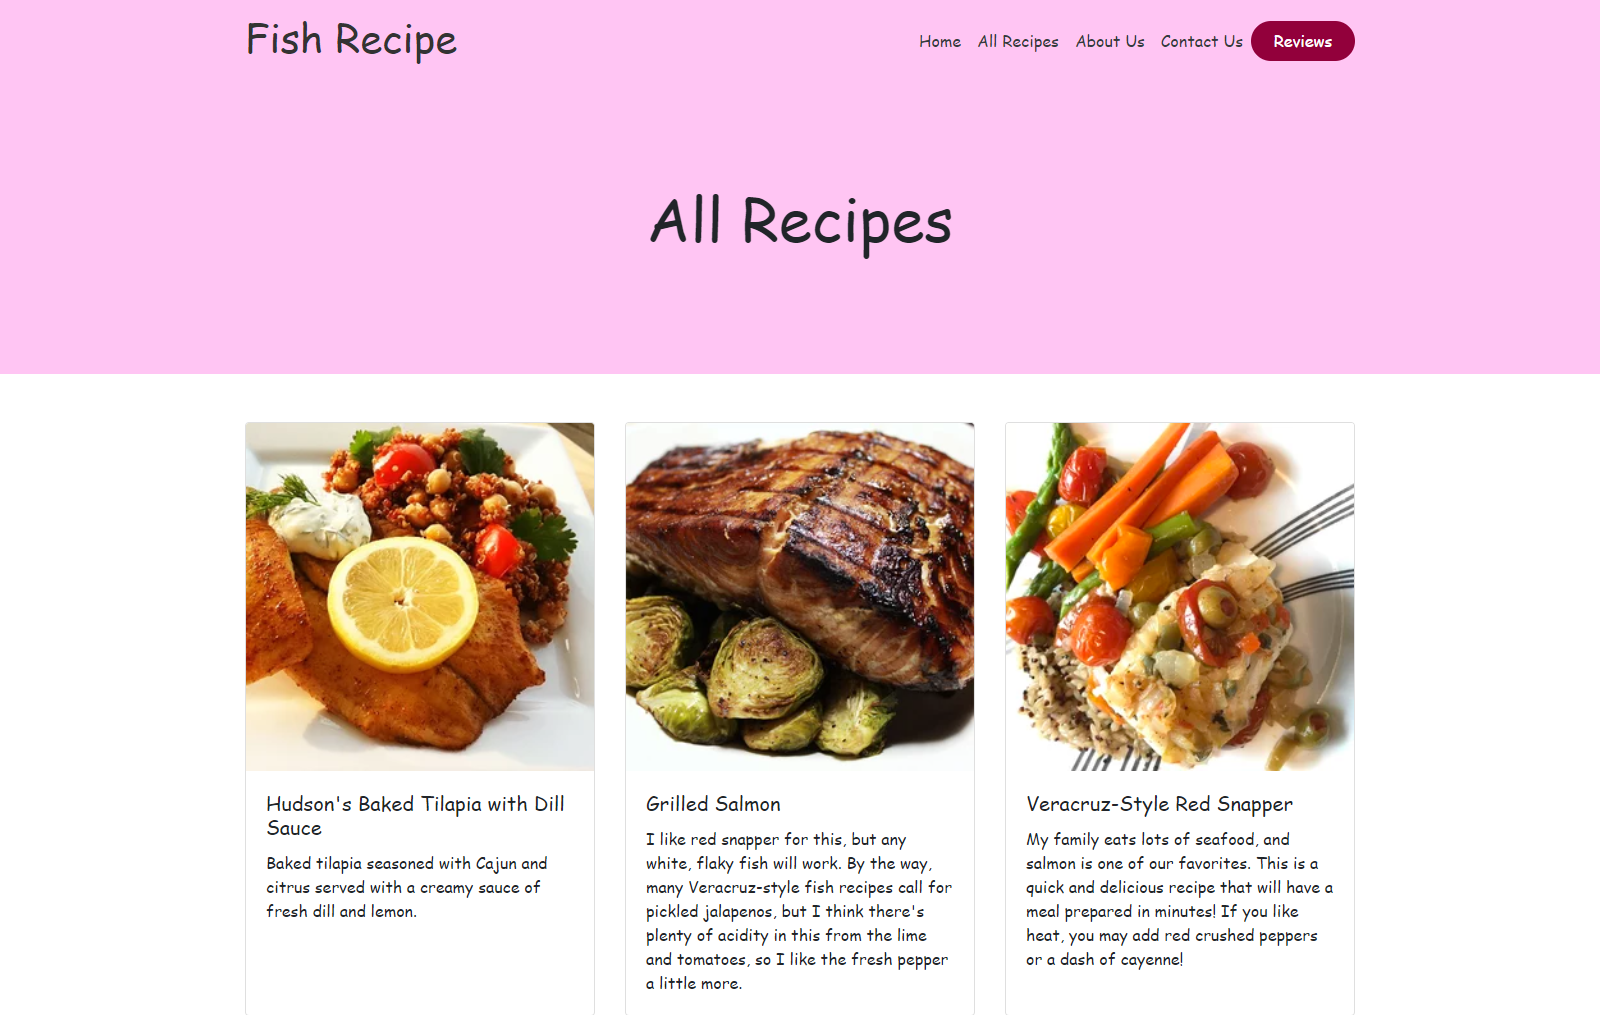 Fish Recipe
Home All Recipes About Us Contact Us Reviews
All Recipes
Hudson's Baked Tilapia with Dill
Sauce
Baked tilapia seasoned with Cajun and
citrus served with a creamy sauce of
fresh dill and lemon.
Grilled Salmon
I like red snapper for this, but any
white, flaky fish will work. By the way,
many Veracruz-style fish recipes call for
pickled jalapenos, but I think there's
plenty of acidity in this from the lime
and tomatoes, so I like the fresh pepper
a little more.
Veracruz-Style Red Snapper
My family eats lots of seafood, and
salmon is one of our favorites. This is a
quick and delicious recipe that will have a
meal prepared in minutes! If you like
heat, you may add red crushed peppers
or a dash of cayenne!